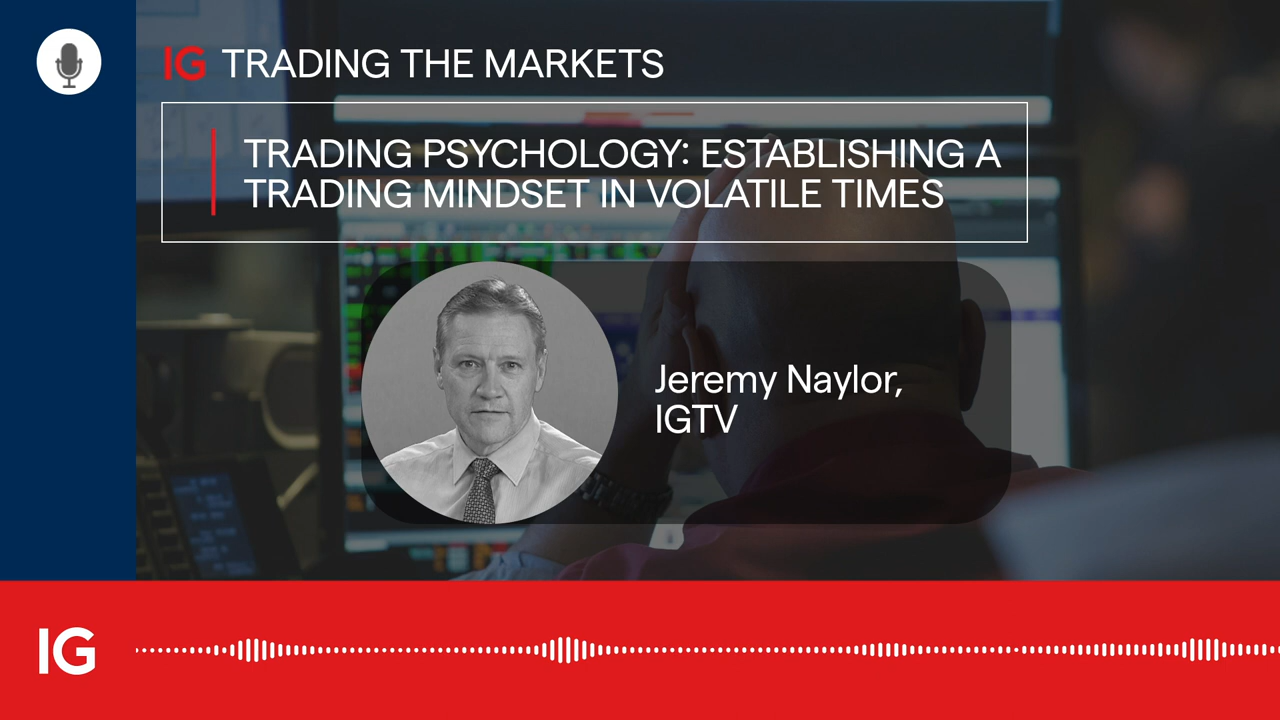 IG TRADING THE MARKETS
TRADING PSYCHOLOGY: ESTABLISHING A
TRADING MINDSET IN VOLATILE TIMES
Jeremy Naylor,
IGTV
IG